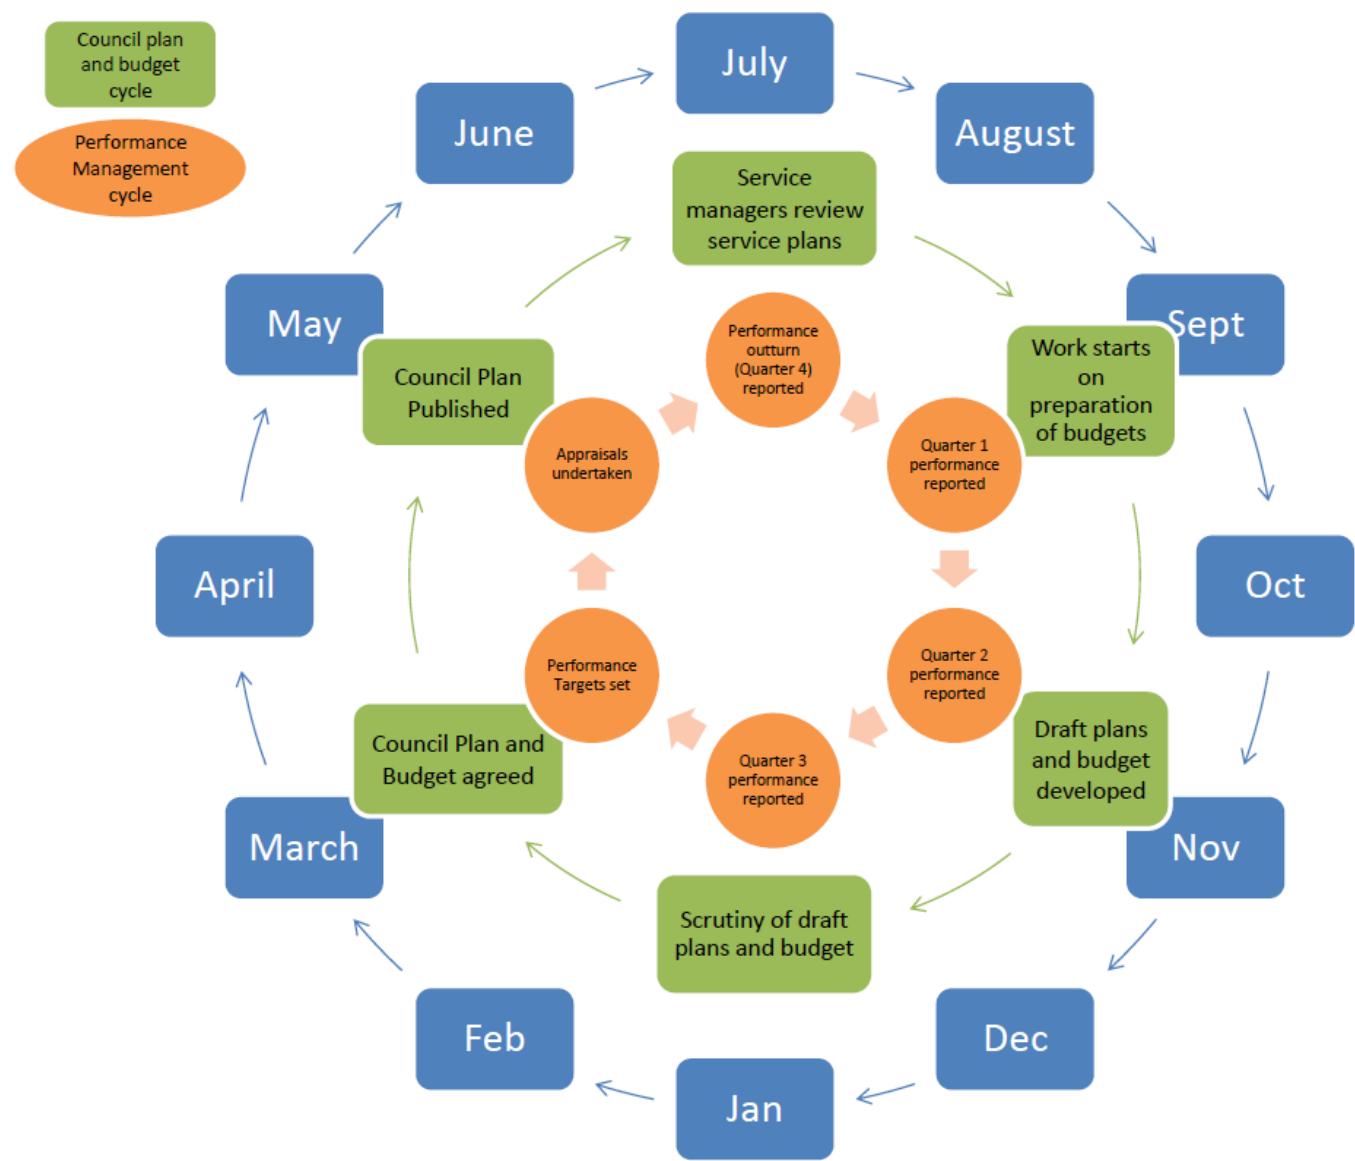 Council plan
and budget
cycle
Performance
Management
cycle
July
August
Sept
Oct
Nov
Dec
Jan
Feb
March
April
May
June
Service
managers review
service plans
Work starts
on
preparation
of budgets
Draft plans
and budget
developed
Scrutiny of draft
plans and budget
Council Plan and
Budget agreed
Council Plan
Published
Performance
outturn
(Quarter 4)
reported
Quarter 1
performance
reported
Quarter 2
performance
reported
Quarter 3
performance
reported
Performance
Targets set
Appraisals
undertaken